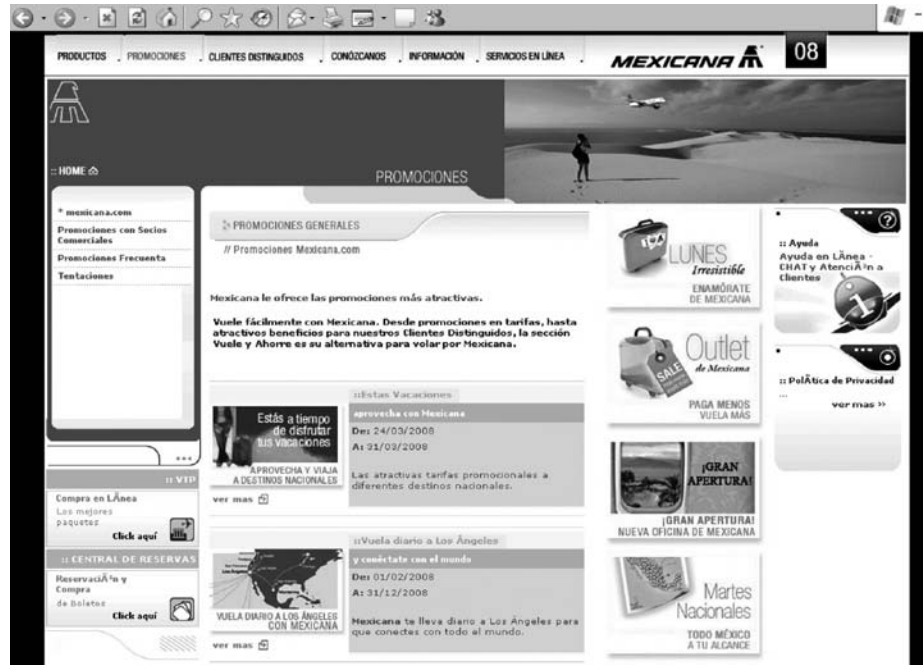 PRODUCTOS . PROMOCIONES . CLIENTES DISTINGUIDOS . CONÓZCANOS . INFORMACIÓN . SERVICIOS EN LÍNEA .
MEXICANA
08
:: HOME
PROMOCIONES
* mexicana.com
Promociones con Socios
Comerciales
Promociones Frecuenta
Tentaciones
:: VTP
Compra en LÃnea
Los mejores
paquetes
Click aquí
:: CENTRAL DE RESERVAS
ReservaciÃ³n y
Compra
de Boletos
Click aquí
PROMOCIONES GENERALES
// Promociones Mexicana.com
Mexicana le ofrece las promociones más atractivas.
Vuele fácilmente con Mexicana. Desde promociones en tarifas, hasta
atractivos beneficios para nuestros Clientes Distinguidos, la sección
Vuele y Ahorre es su alternativa para volar por Mexicana.
Estás a tiempo
de disfrutar
tus vacaciones
APROVECHA Y VIAJA
A DESTINOS NACIONALES
ver mas
::Estas Vacaciones
aprovecha con Mexicana
De: 24/03/2008
A: 31/03/2008
Las atractivas tarifas promocionales a
diferentes destinos nacionales.
Los Angeles
VUELA DIARIO A LOS ÁNGELES
CON MEXICANA
ver mas
::Vuela diario a Los Ángeles
y conéctate con el mundo
De: 01/02/2008
A: 31/12/2008
Mexicana te lleva diario a Los Ángeles para
que conectes con todo el mundo.
LUNES
Irresistible
ENAMÓRATE
DE MEXICANA
Outlet
de Mexicana
SALE
PAGA MENOS
VUELA MÁS
¡GRAN
APERTURA!
¡GRAN APERTURA!
NUEVA OFICINA DE MEXICANA
Martes
Nacionales
TODO MÉXICO
A TU ALCANCE
:: Ayuda
Ayuda en LÃnea -
CHAT y AtenciÃ³n a
Clientes
:: PolÃtica de Privacidad
...
ver mas »